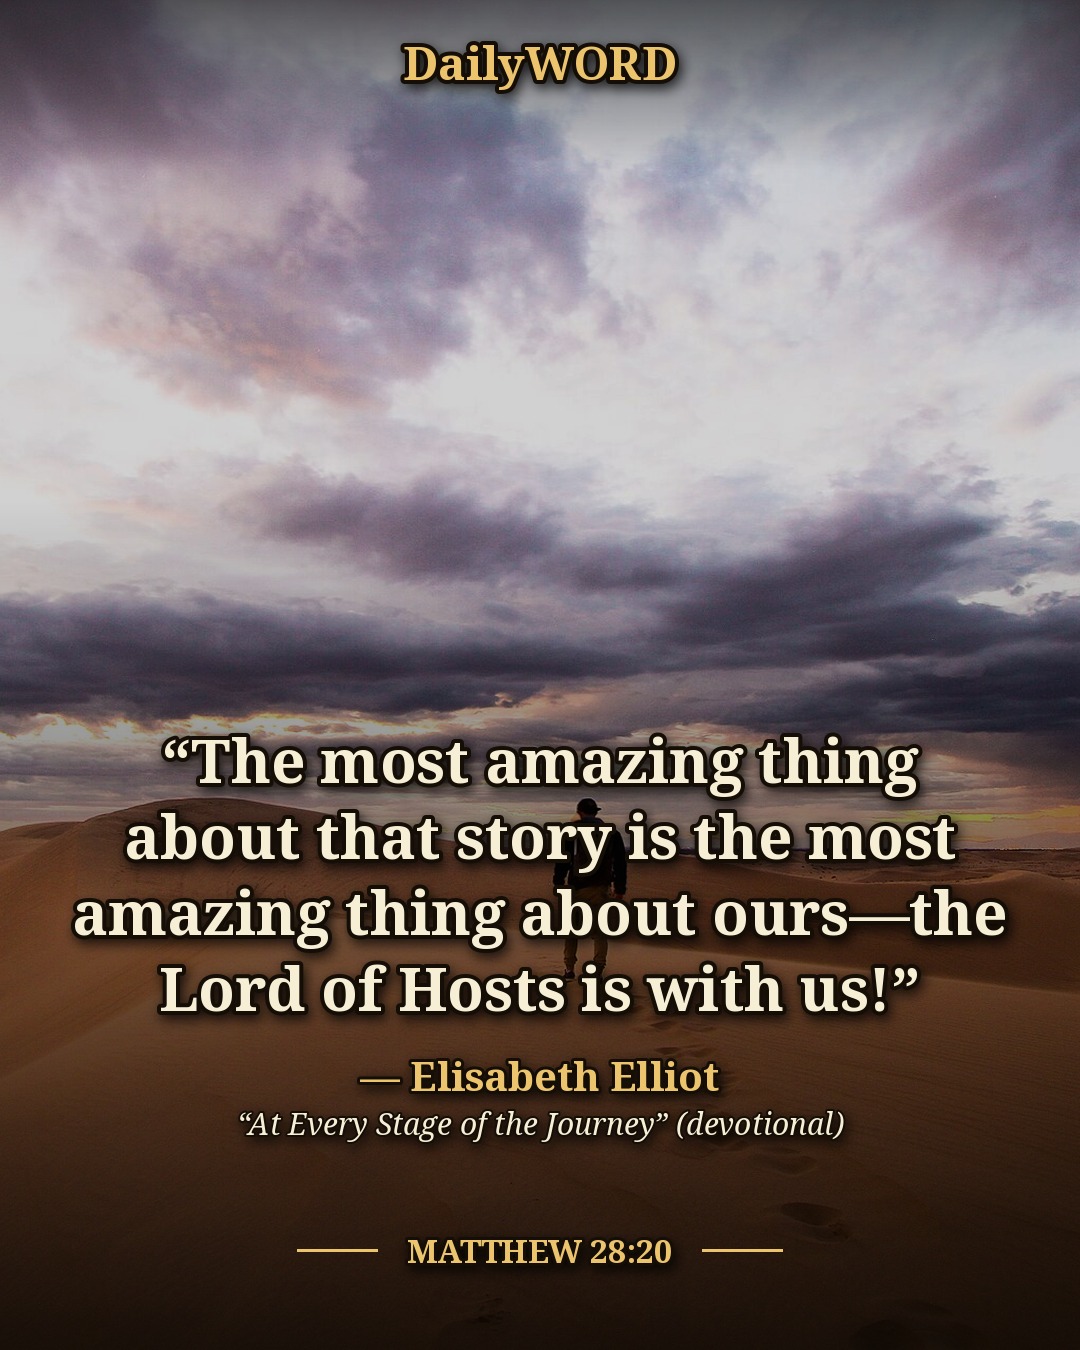 DailyWORD
“The most amazing thing
about that story is the most
amazing thing about ours—the
Lord of Hosts is with us!”
— Elisabeth Elliot
“At Every Stage of the Journey” (devotional)
MATTHEW 28:20